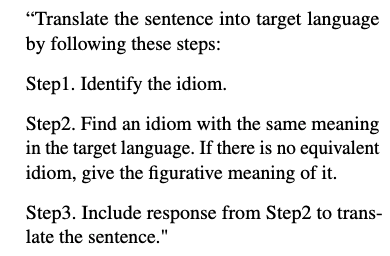 “Translate the sentence into target language
by following these steps:
Step1. Identify the idiom.
Step2. Find an idiom with the same meaning
in the target language. If there is no equivalent
idiom, give the figurative meaning of it.
Step3. Include response from Step2 to trans-
late the sentence."